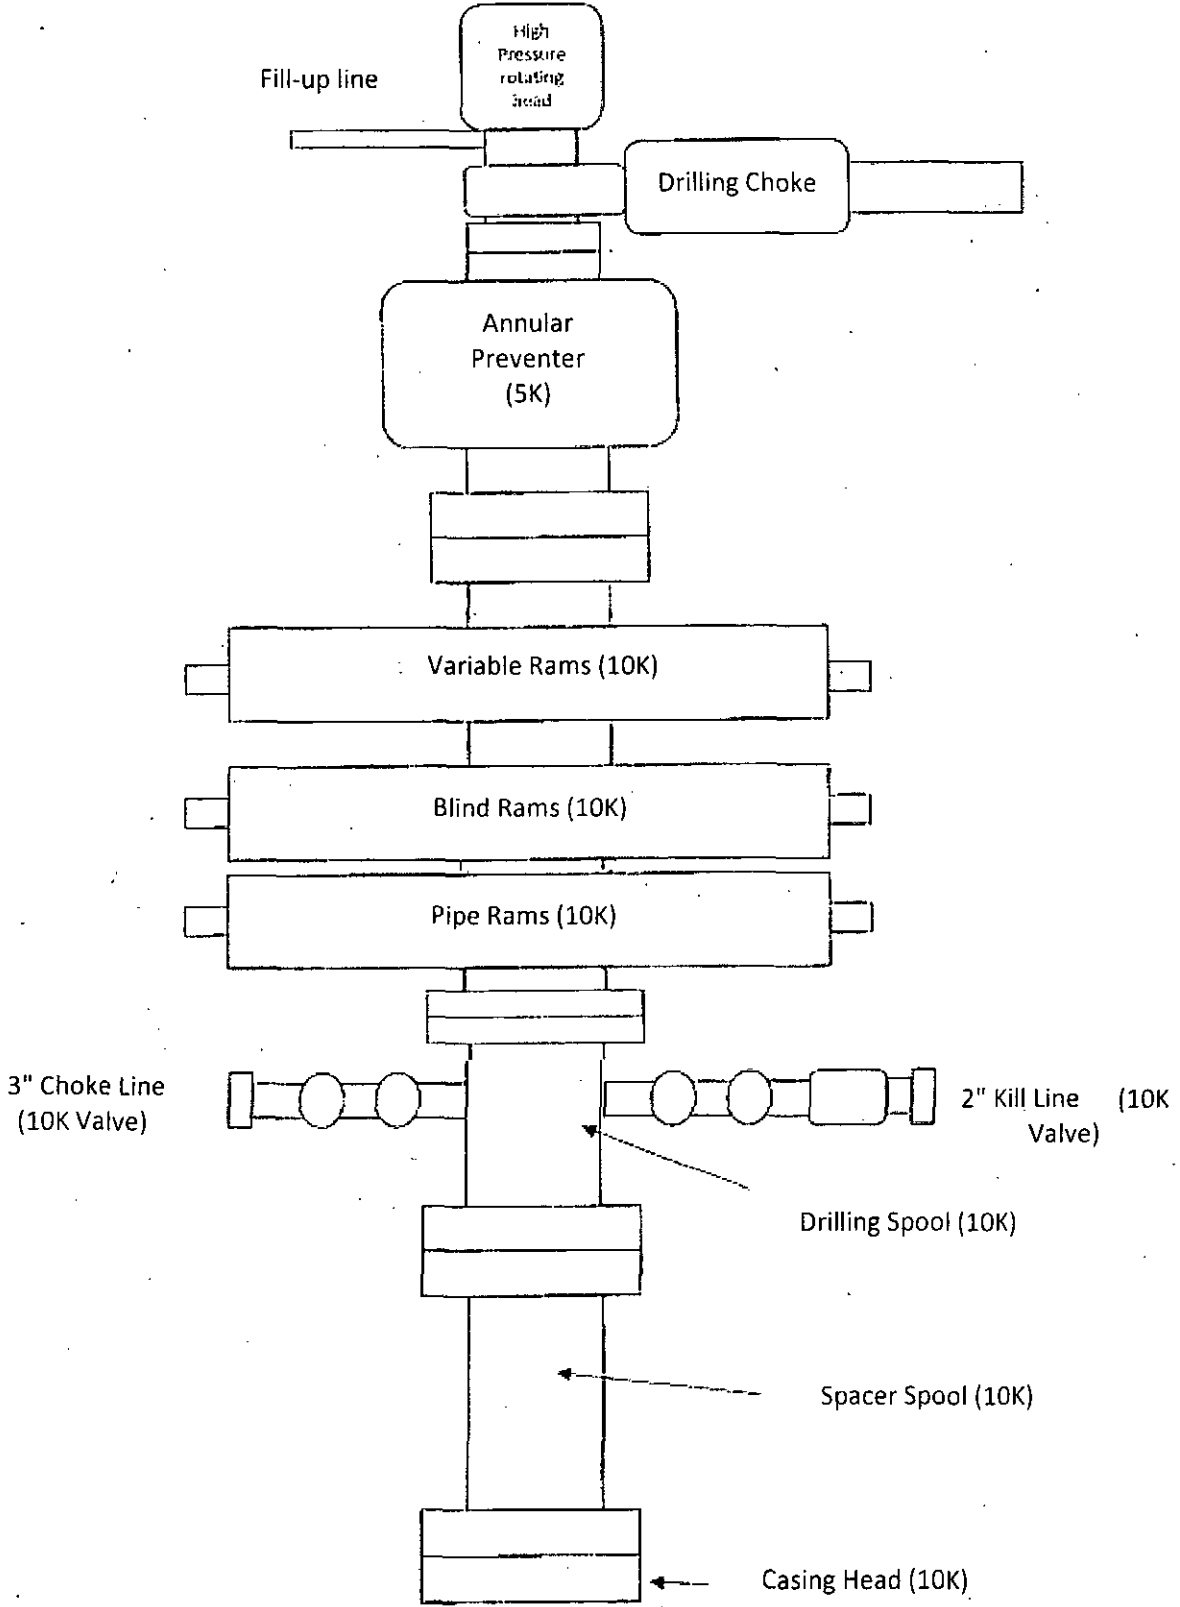 High
Pressure
rotating
head
Fill-up line
Drilling Choke
Annular
Preventer
(5K)
Variable Rams (10K)
Blind Rams (10K)
Pipe Rams (10K)
3" Choke Line
(10K Valve)
2" Kill Line (10K
Valve)
Drilling Spool (10K)
Spacer Spool (10K)
Casing Head (10K)